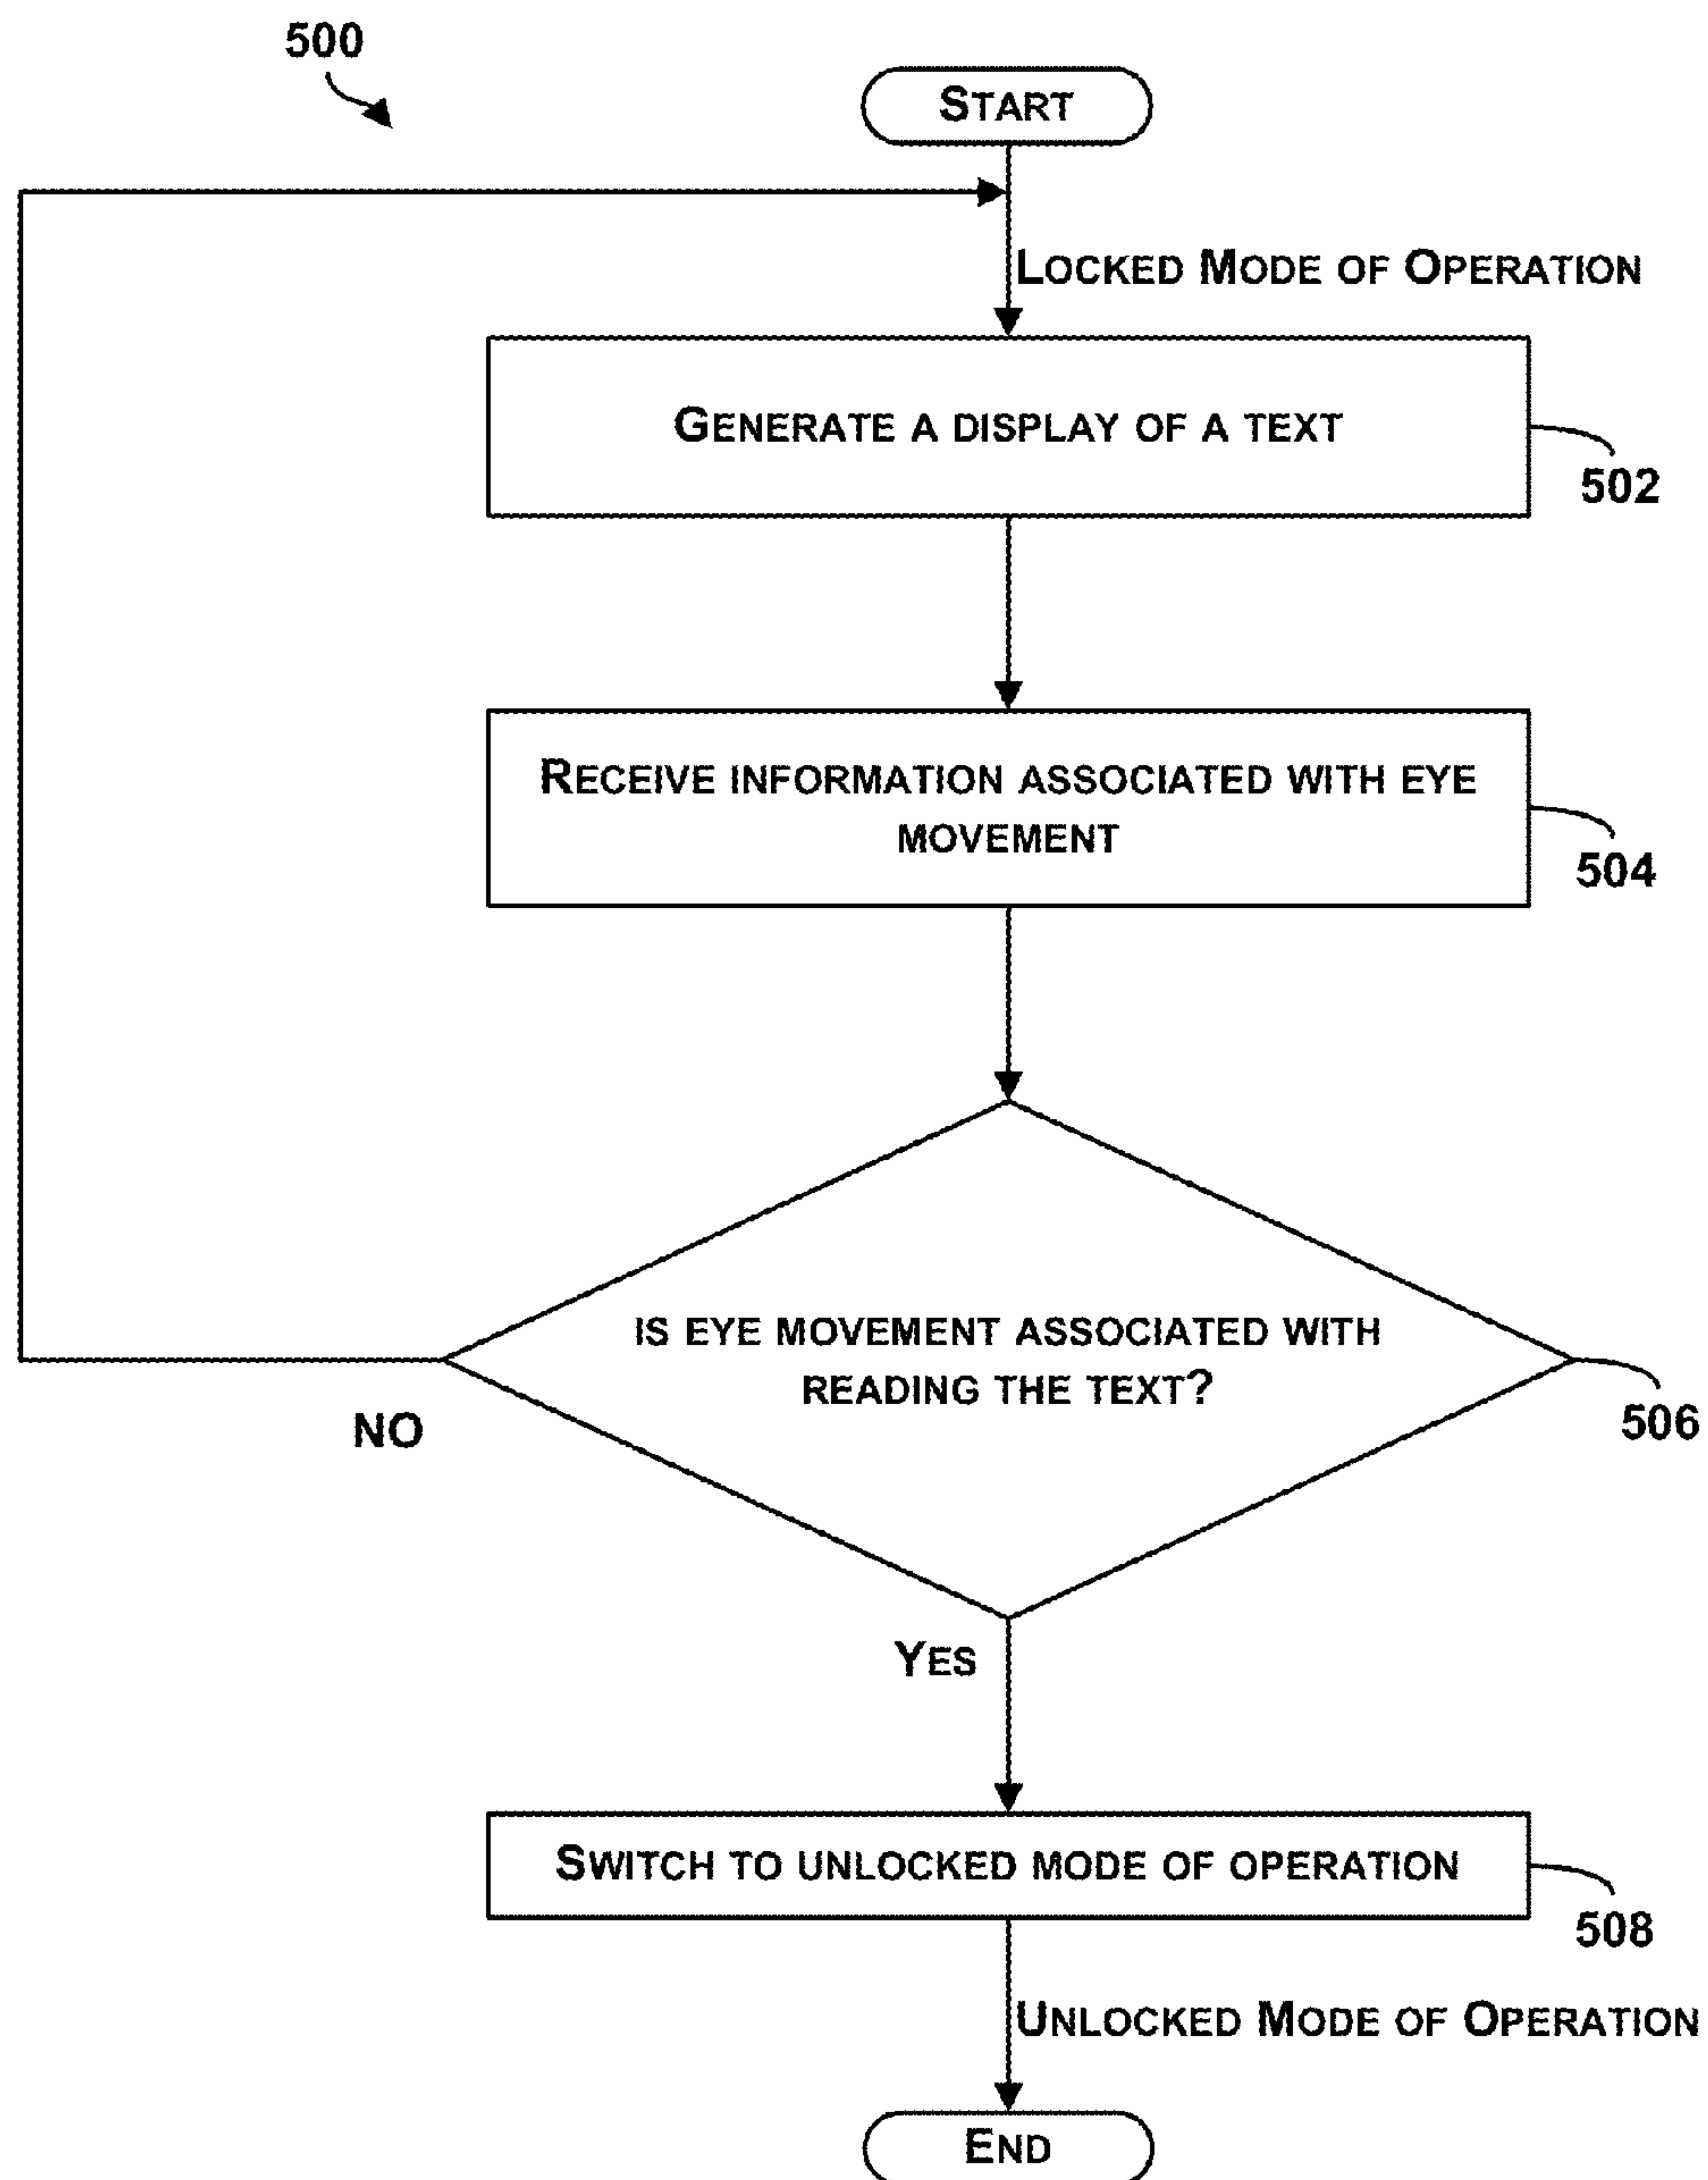 500
START
LOCKED MODE OF OPERATION
GENERATE A DISPLAY OF A TEXT
502
RECEIVE INFORMATION ASSOCIATED WITH EYE
MOVEMENT
504
IS EYE MOVEMENT ASSOCIATED WITH
READING THE TEXT?
506
NO
YES
SWITCH TO UNLOCKED MODE OF OPERATION
508
UNLOCKED MODE OF OPERATION
END